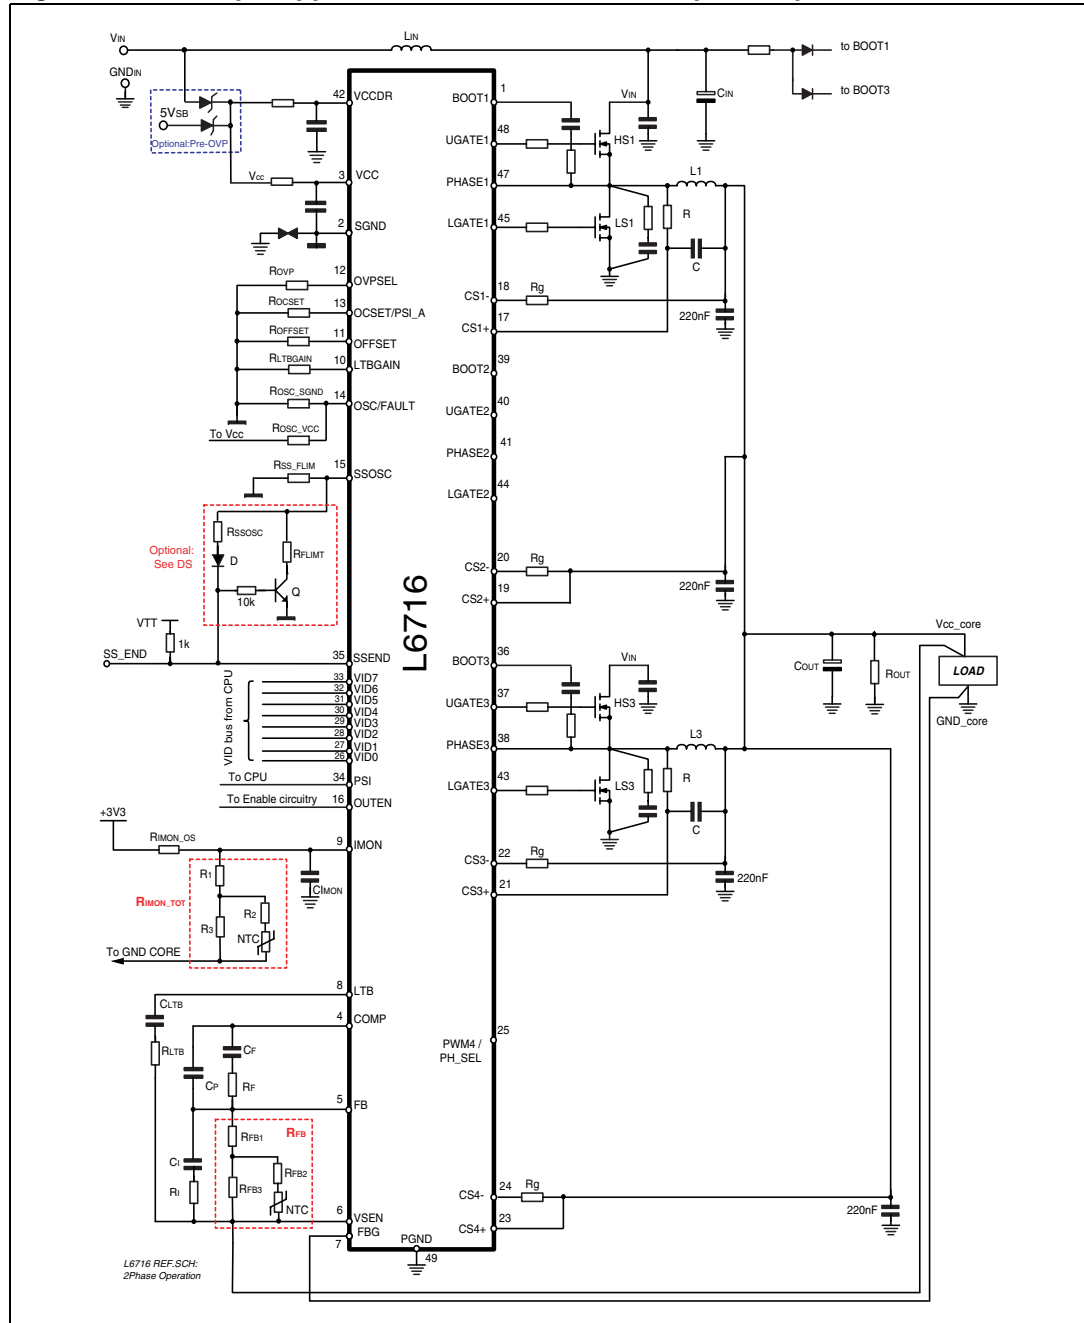 VIN
LIN
to BOOT1
GNDIN
to BOOT3
5VSB
Optional:Pre-OVP
42
VCCDR
1
BOOT1
VIN
CIN
48
UGATE1
HS1
Vcc
3
VCC
47
PHASE1
L1
2
SGND
45
LGATE1
LS1
R
C
ROVP
12
OVPSEL
18
CS1-
Rg
220nF
ROCSET
13
OCSET/PSI_A
17
CS1+
ROFFSET
11
OFFSET
RLTBGAIN
10
LTBGAIN
39
BOOT2
ROSC_SGND
14
OSC/FAULT
40
UGATE2
To Vcc
ROSC_VCC
41
PHASE2
RSS_FLIM
15
SSOSC
44
LGATE2
Optional:
See DS
RSSOSC
RFLIMT
D
10k
Q
20
CS2-
Rg
19
CS2+
220nF
L6716
VTT
1k
SS_END
35
SSEND
36
BOOT3
VIN
COUT
ROUT
Vcc_core
LOAD
GND_core
VID bus from CPU
33
VID7
32
VID6
31
VID5
30
VID4
29
VID3
28
VID2
27
VID1
26
VID0
37
UGATE3
HS3
38
PHASE3
L3
To CPU
34
PSI
43
LGATE3
LS3
R
C
To Enable circuitry
16
OUTEN
+3V3
RIMON_OS
9
IMON
22
CS3-
Rg
220nF
21
CS3+
R1
CIMON
RIMON_TOT
R2
R3
NTC
To GND CORE
8
LTB
CLTB
4
COMP
25
PWM4 /
PH_SEL
RLTB
CF
CP
RF
5
FB
RFB1
RFB
CI
RFB2
RI
RFB3
NTC
24
CS4-
Rg
220nF
23
CS4+
6
VSEN
FBG
7
PGND
49
L6716 REF.SCH:
2Phase Operation